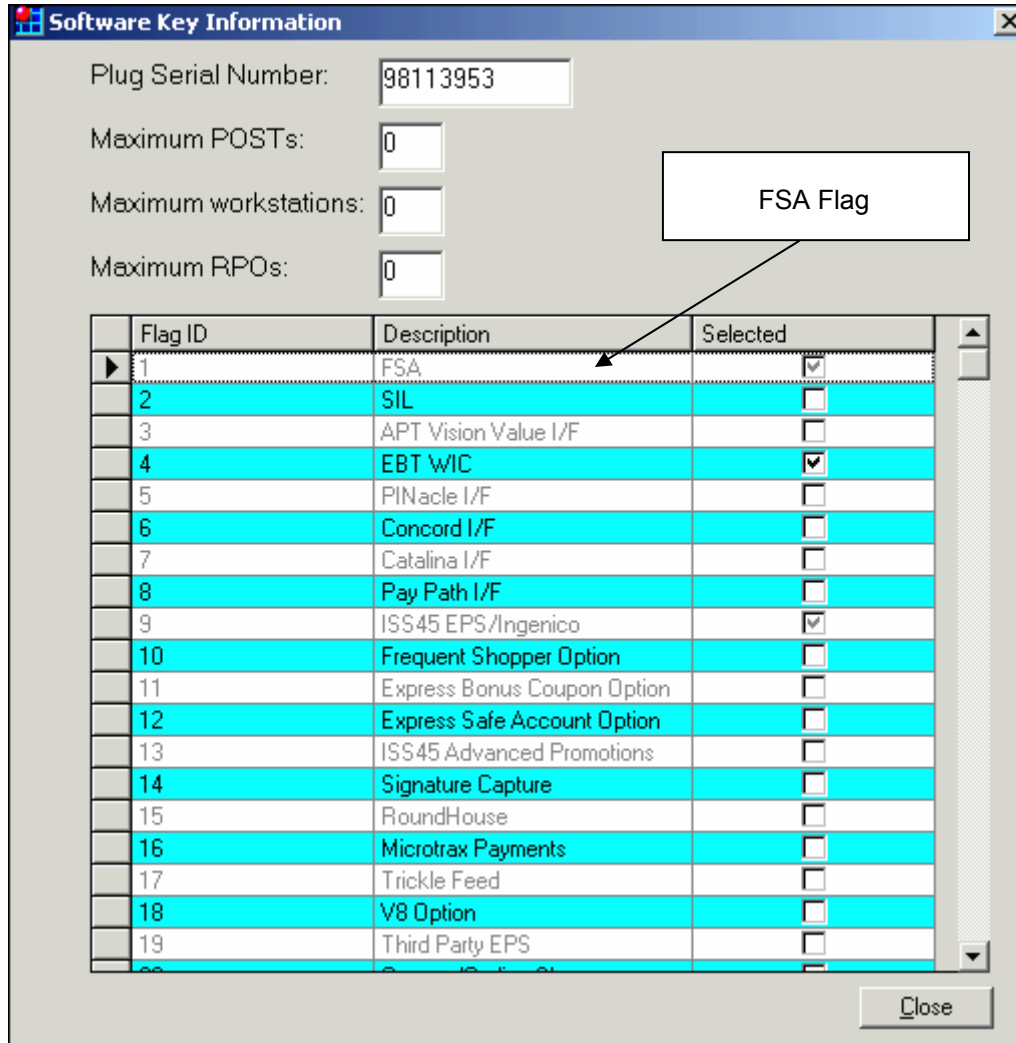 Software Key Information
Plug Serial Number: 98113953
Maximum POSTs: 0
Maximum workstations: 0
FSA Flag
Maximum RPOs: 0
Flag ID Description Selected
1 FSA
2 SIL
3 APT Vision Value I/F
4 EBT WIC
5 PINacle I/F
6 Concord I/F
7 Catalina I/F
8 Pay Path I/F
9 ISS45 EPS/Ingenico
10 Frequent Shopper Option
11 Express Bonus Coupon Option
12 Express Safe Account Option
13 ISS45 Advanced Promotions
14 Signature Capture
15 RoundHouse
16 Microtrax Payments
17 Trickle Feed
18 V8 Option
19 Third Party EPS
Close